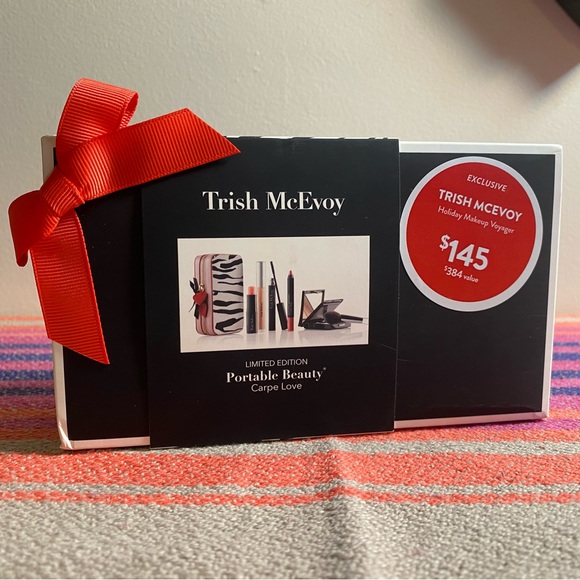 Trish McEvoy
LIMITED EDITION
Portable Beauty®
Carpe Love
EXCLUSIVE
TRISH MCEVOY
Holiday Makeup Voyager
$145
$384 value